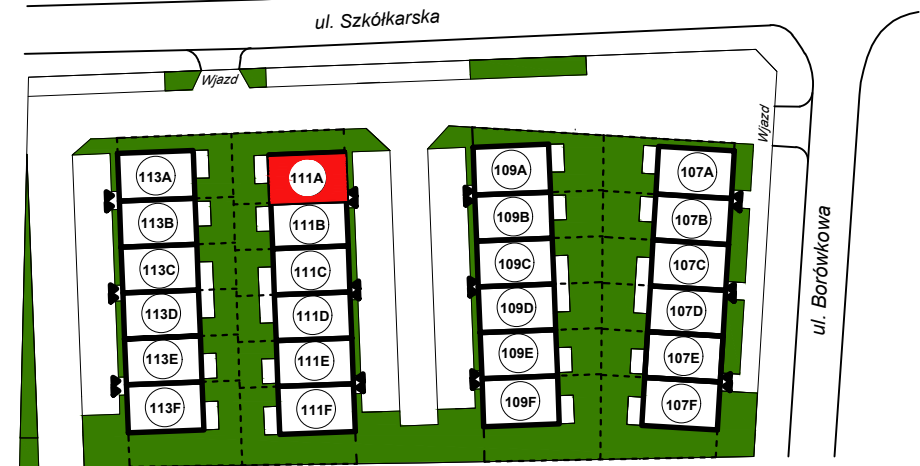 ul. Szkółkarska
Wjazd
Wjazd
ul. Borówkowa
113A
113B
113C
113D
113E
113F
111A
111B
111C
111D
111E
111F
109A
109B
109C
109D
109E
109F
107A
107B
107C
107D
107E
107F